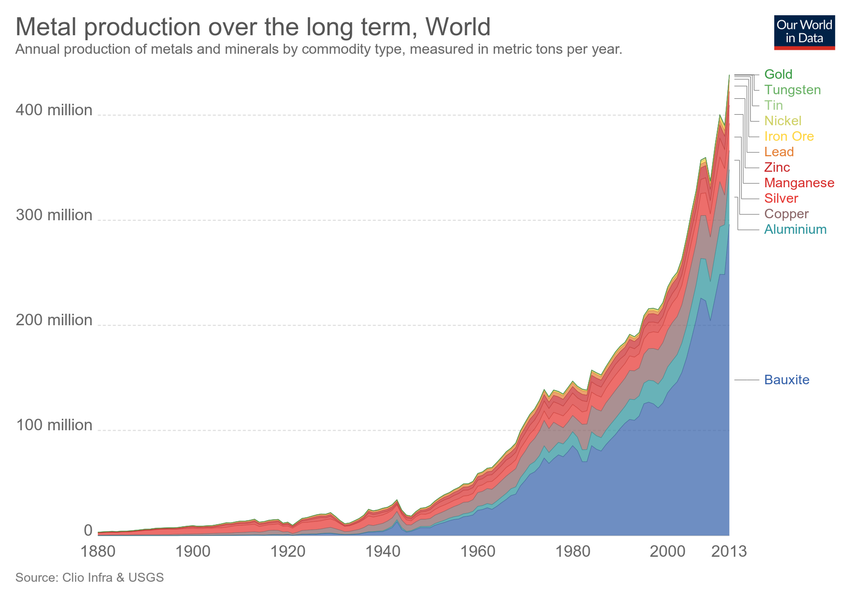 Metal production over the long term, World
Annual production of metals and minerals by commodity type, measured in metric tons per year.
Our World
in Data
400 million
300 million
200 million
100 million
0
1880
1900
1920
1940
1960
1980
2000
2013
Gold
Tungsten
Tin
Nickel
Iron Ore
Lead
Zinc
Manganese
Silver
Copper
Aluminium
Bauxite
Source: Clio Infra & USGS